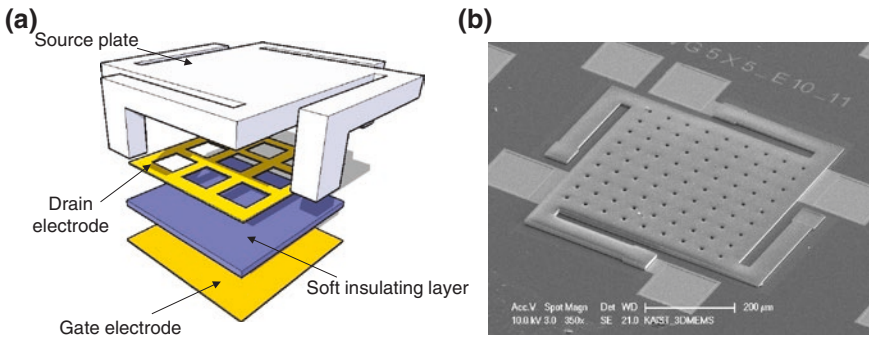 (a)
Source plate
Drain
electrode
Soft insulating layer
Gate electrode
(b)
G5X5_E10_11
Acc.V Spot Magn Det WD 200 μm
10.0 kV 3.0 350x SE 21.0 KAIST_3DMEMS